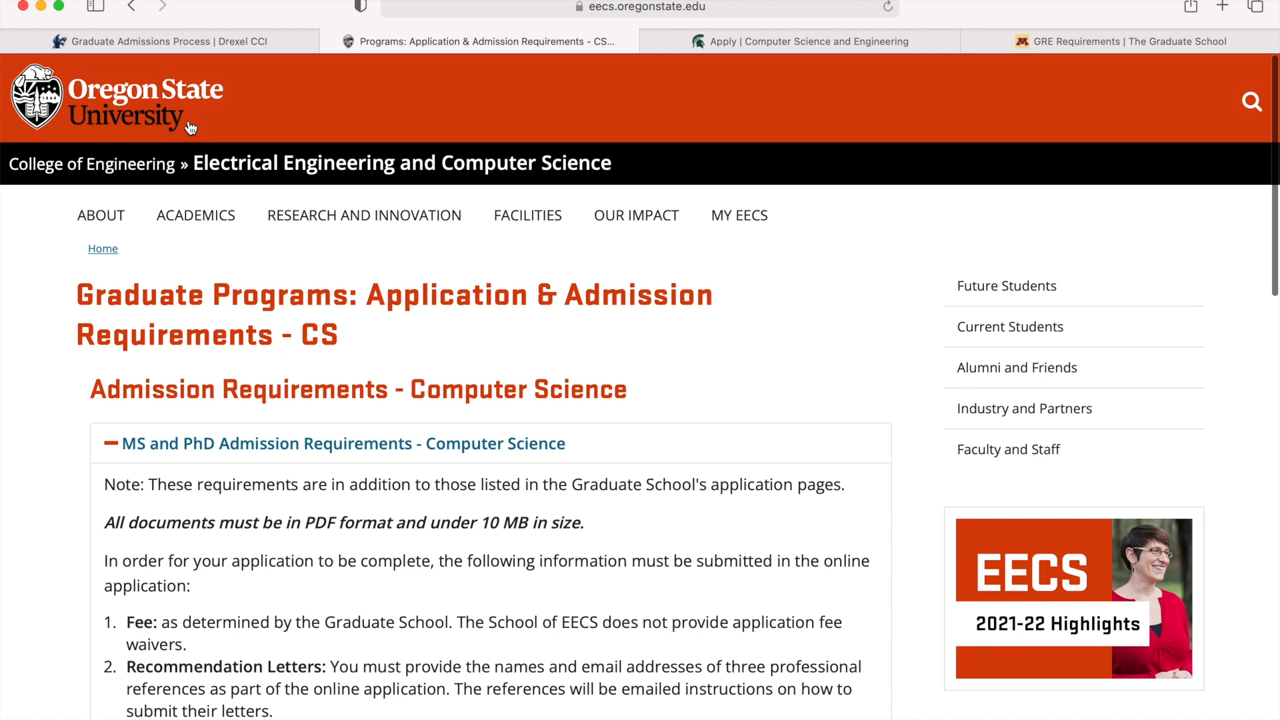 eecs.oregonstate.edu
Graduate Admissions Process | Drexel CCI
Programs: Application & Admission Requirements - CS...
Apply | Computer Science and Engineering
GRE Requirements | The Graduate School
Oregon State
University
College of Engineering » Electrical Engineering and Computer Science
ABOUT ACADEMICS RESEARCH AND INNOVATION FACILITIES OUR IMPACT MY EECS
Home
Graduate Programs: Application & Admission
Requirements - CS
Admission Requirements - Computer Science
MS and PhD Admission Requirements - Computer Science
Note: These requirements are in addition to those listed in the Graduate School's application pages.
All documents must be in PDF format and under 10 MB in size.
In order for your application to be complete, the following information must be submitted in the online
application:
1. Fee: as determined by the Graduate School. The School of EECS does not provide application fee
waivers.
2. Recommendation Letters: You must provide the names and email addresses of three professional
references as part of the online application. The references will be emailed instructions on how to
submit their letters.
Future Students
Current Students
Alumni and Friends
Industry and Partners
Faculty and Staff
EECS
2021-22 Highlights